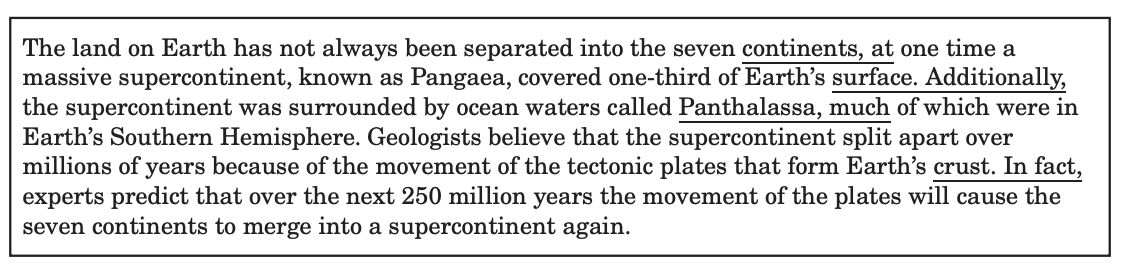 The land on Earth has not always been separated into the seven continents, at one time a
massive supercontinent, known as Pangaea, covered one-third of Earth’s surface. Additionally,
the supercontinent was surrounded by ocean waters called Panthalassa, much of which were in
Earth’s Southern Hemisphere. Geologists believe that the supercontinent split apart over
millions of years because of the movement of the tectonic plates that form Earth’s crust. In fact,
experts predict that over the next 250 million years the movement of the plates will cause the
seven continents to merge into a supercontinent again.